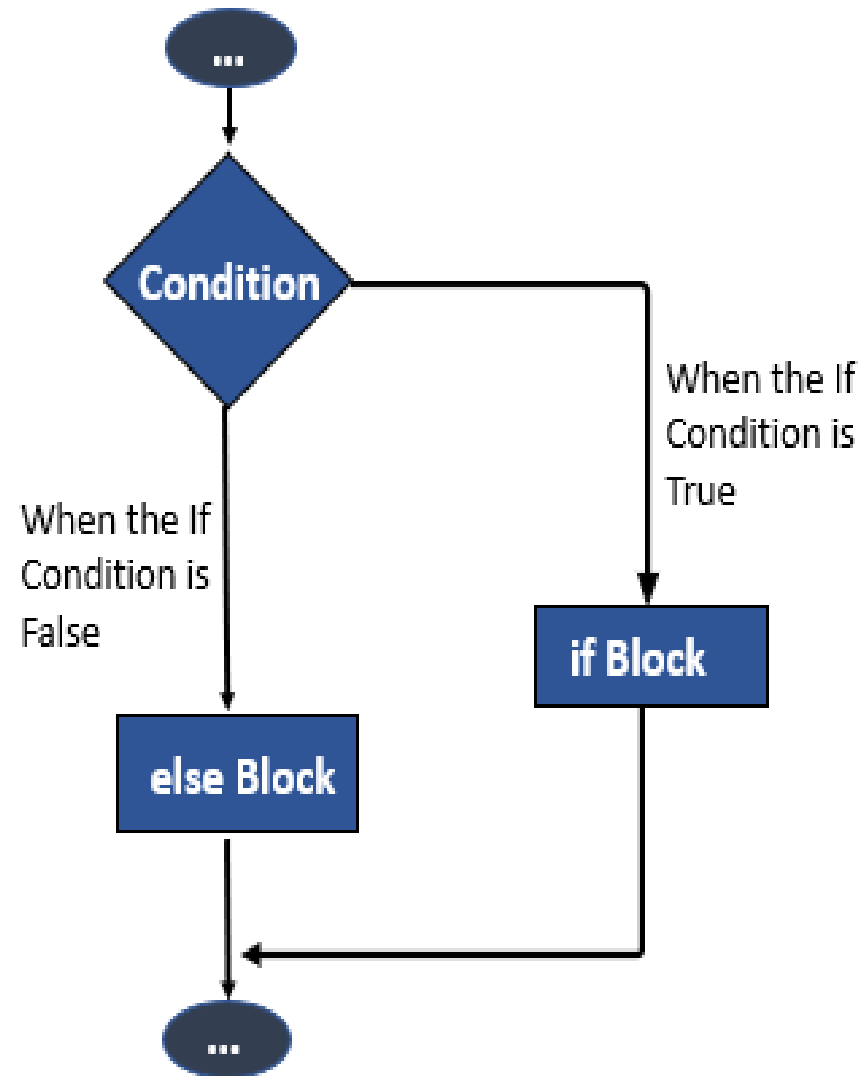 ...
Condition
When the If
Condition is
True
When the If
Condition is
False
if Block
else Block
...